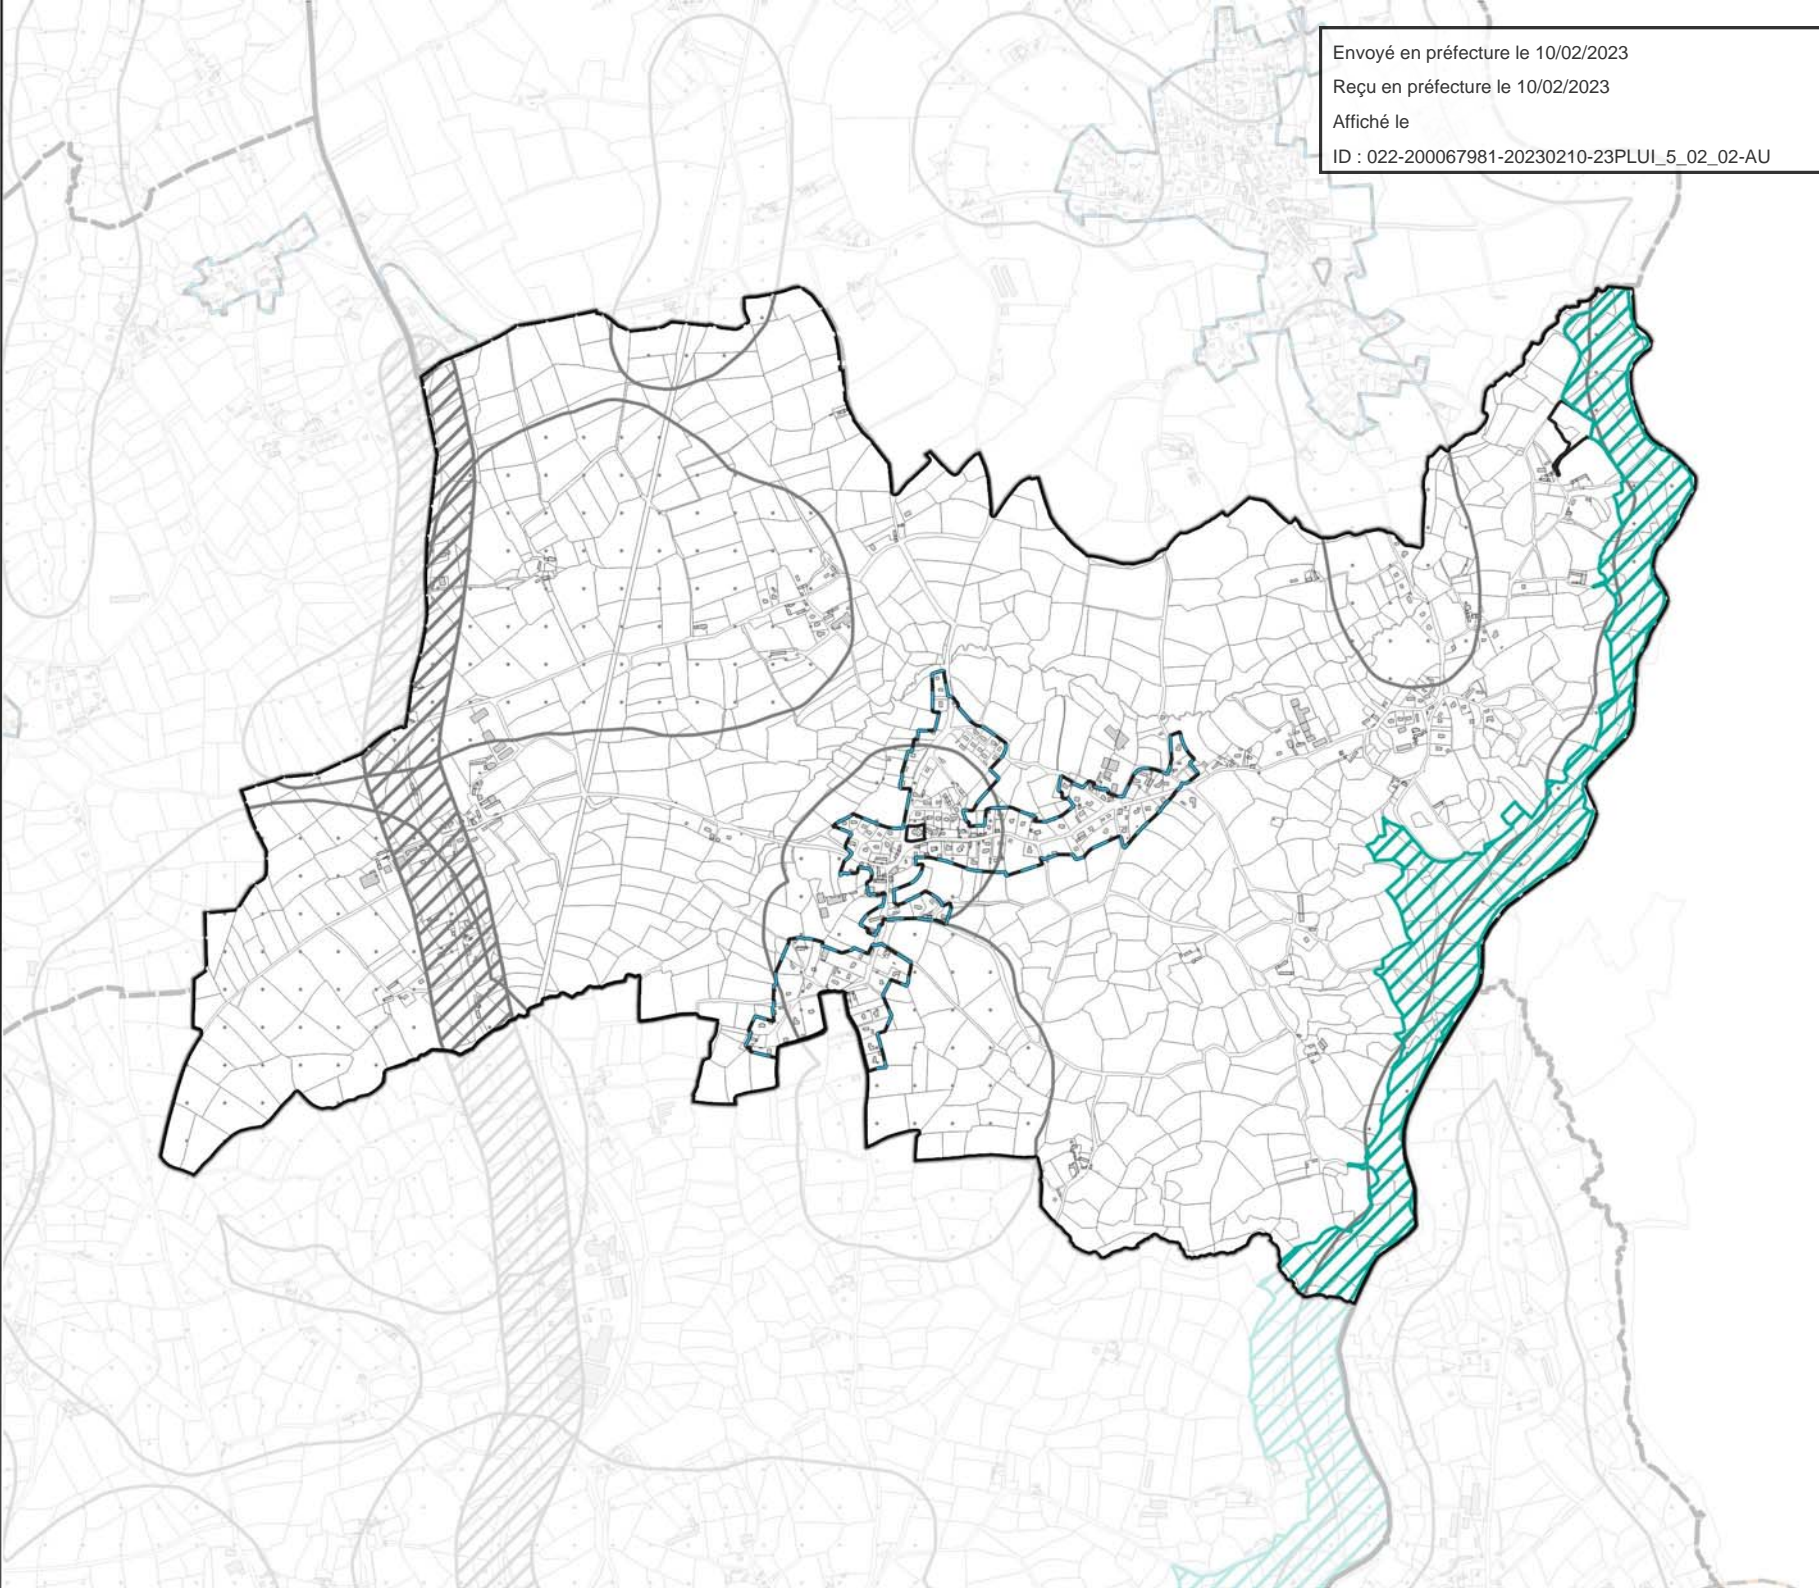 Envoyé en préfecture le 10/02/2023
Reçu en préfecture le 10/02/2023
Affiché le
ID : 022-200067981-20230210-23PLUI_5_02_02-AU